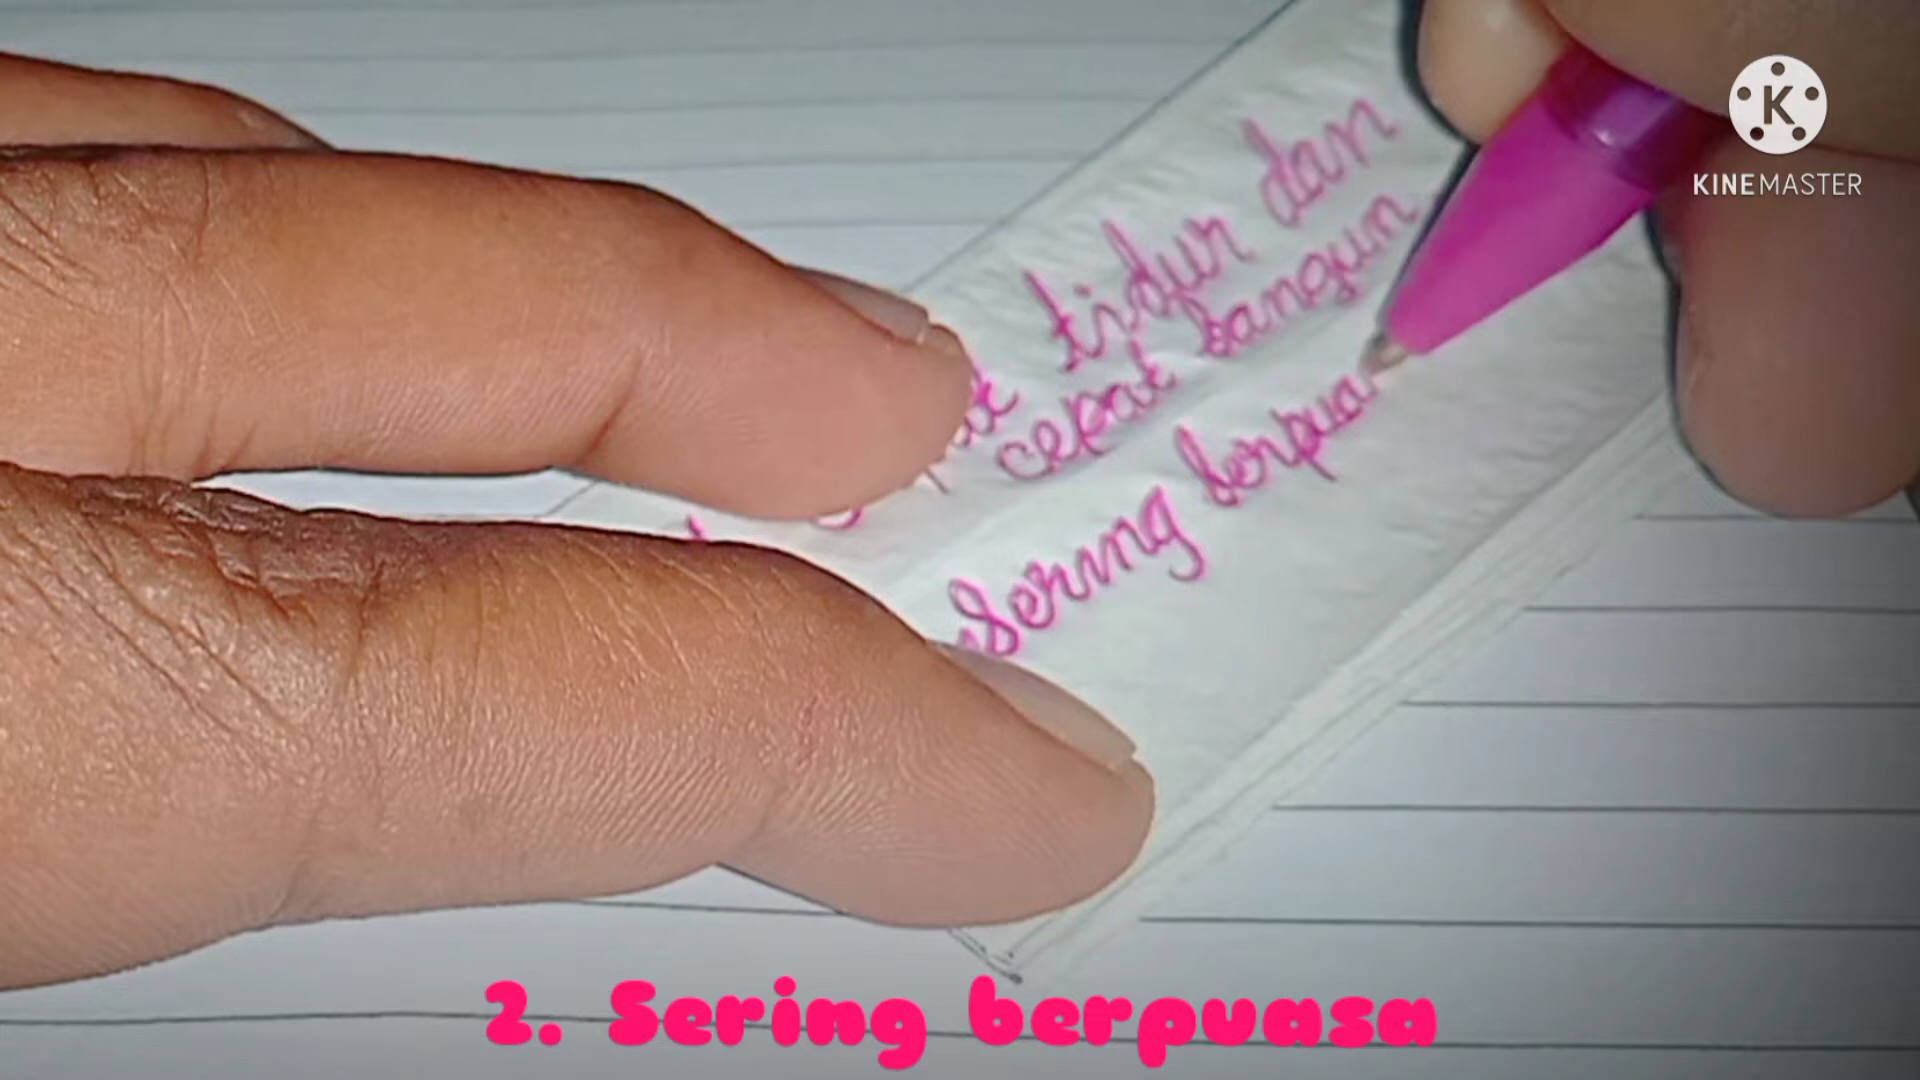 tidur dan
cepat bangun
Sering berpua
K
KINEMASTER
2. Sering berpuasa